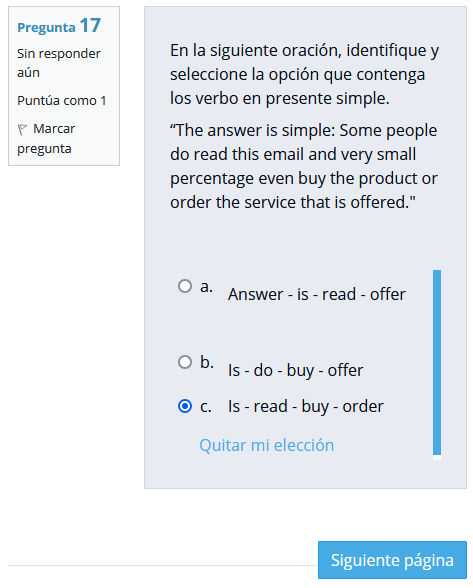 Pregunta 17
Sin responder
aún
Puntúa como 1
Marcar
pregunta
En la siguiente oración, identifique y
seleccione la opción que contenga
los verbo en presente simple.
“The answer is simple: Some people
do read this email and very small
percentage even buy the product or
order the service that is offered."
a. Answer - is - read - offer
b. Is - do - buy - offer
c. Is - read - buy - order
Quitar mi elección
Siguiente página